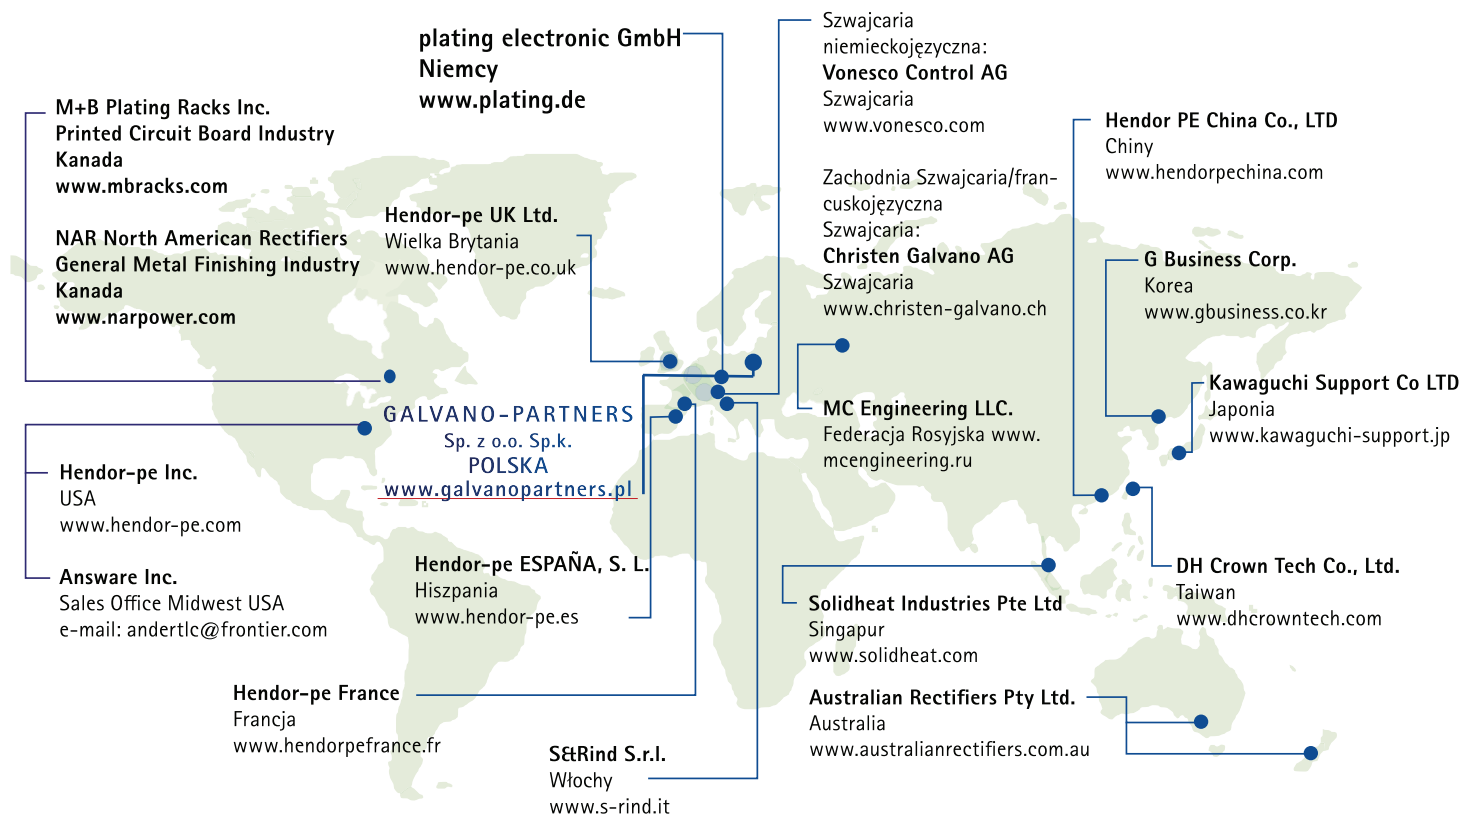 plating electronic GmbH
Niemcy
www.plating.de
M+B Plating Racks Inc.
Printed Circuit Board Industry
Kanada
www.mbracks.com
NAR North American Rectifiers
General Metal Finishing Industry
Kanada
www.narpower.com
Hendor-pe UK Ltd.
Wielka Brytania
www.hendor-pe.co.uk
Szwajcaria
niemieckojęzyczna:
Vonesco Control AG
Szwajcaria
www.vonesco.com
Zachodnia Szwajcaria/fran-
cuskojęzyczna
Szwajcaria:
Christen Galvano AG
Szwajcaria
www.christen-galvano.ch
Hendor PE China Co., LTD
Chiny
www.hendorpechina.com
G Business Corp.
Korea
www.gbusiness.co.kr
Kawaguchi Support Co LTD
Japonia
www.kawaguchi-support.jp
MC Engineering LLC.
Federacja Rosyjska www.
mcengineering.ru
GALVANO-PARTNERS
Sp. z o.o. Sp.k.
POLSKA
www.galvanopartners.pl
Hendor-pe Inc.
USA
www.hendor-pe.com
Answare Inc.
Sales Office Midwest USA
e-mail: andertlc@frontier.com
Hendor-pe ESPAÑA, S. L.
Hiszpania
www.hendor-pe.es
Solidheat Industries Pte Ltd
Singapur
www.solidheat.com
DH Crown Tech Co., Ltd.
Taiwan
www.dhcrowntech.com
Hendor-pe France
Francja
www.hendorpefrance.fr
Australian Rectifiers Pty Ltd.
Australia
www.australianrectifiers.com.au
S&Rind S.r.l.
Włochy
www.s-rind.it